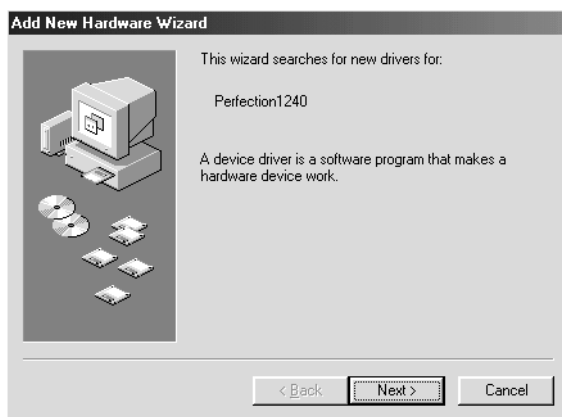 Add New Hardware Wizard
This wizard searches for new drivers for:
Perfection1240
A device driver is a software program that makes a
hardware device work.
< Back
Next >
Cancel